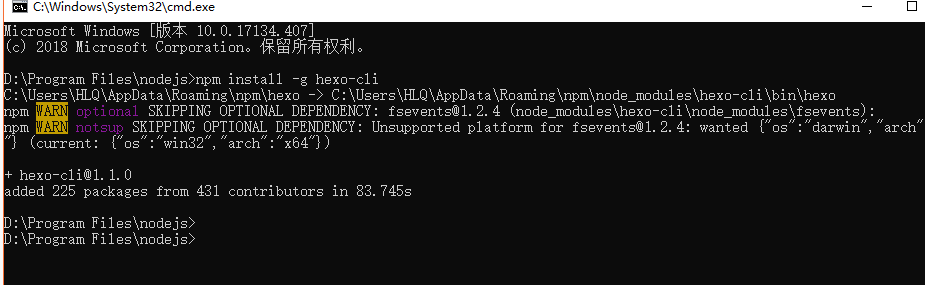 C:\Windows\System32\cmd.exe
Microsoft Windows [版本 10.0.17134.407]
(c) 2018 Microsoft Corporation。保留所有权利。
D:\Program Files\nodejs>npm install -g hexo-cli
C:\Users\HLQ\AppData\Roaming\npm\hexo -> C:\Users\HLQ\AppData\Roaming\npm\node_modules\hexo-cli\bin\hexo
npm WARN optional SKIPPING OPTIONAL DEPENDENCY: fsevents@1.2.4 (node_modules\hexo-cli\node_modules\fsevents):
npm WARN notsup SKIPPING OPTIONAL DEPENDENCY: Unsupported platform for fsevents@1.2.4: wanted {"os":"darwin","arch"
"} (current: {"os":"win32","arch":"x64"})
+ hexo-cli@1.1.0
added 225 packages from 431 contributors in 83.745s
D:\Program Files\nodejs>
D:\Program Files\nodejs>